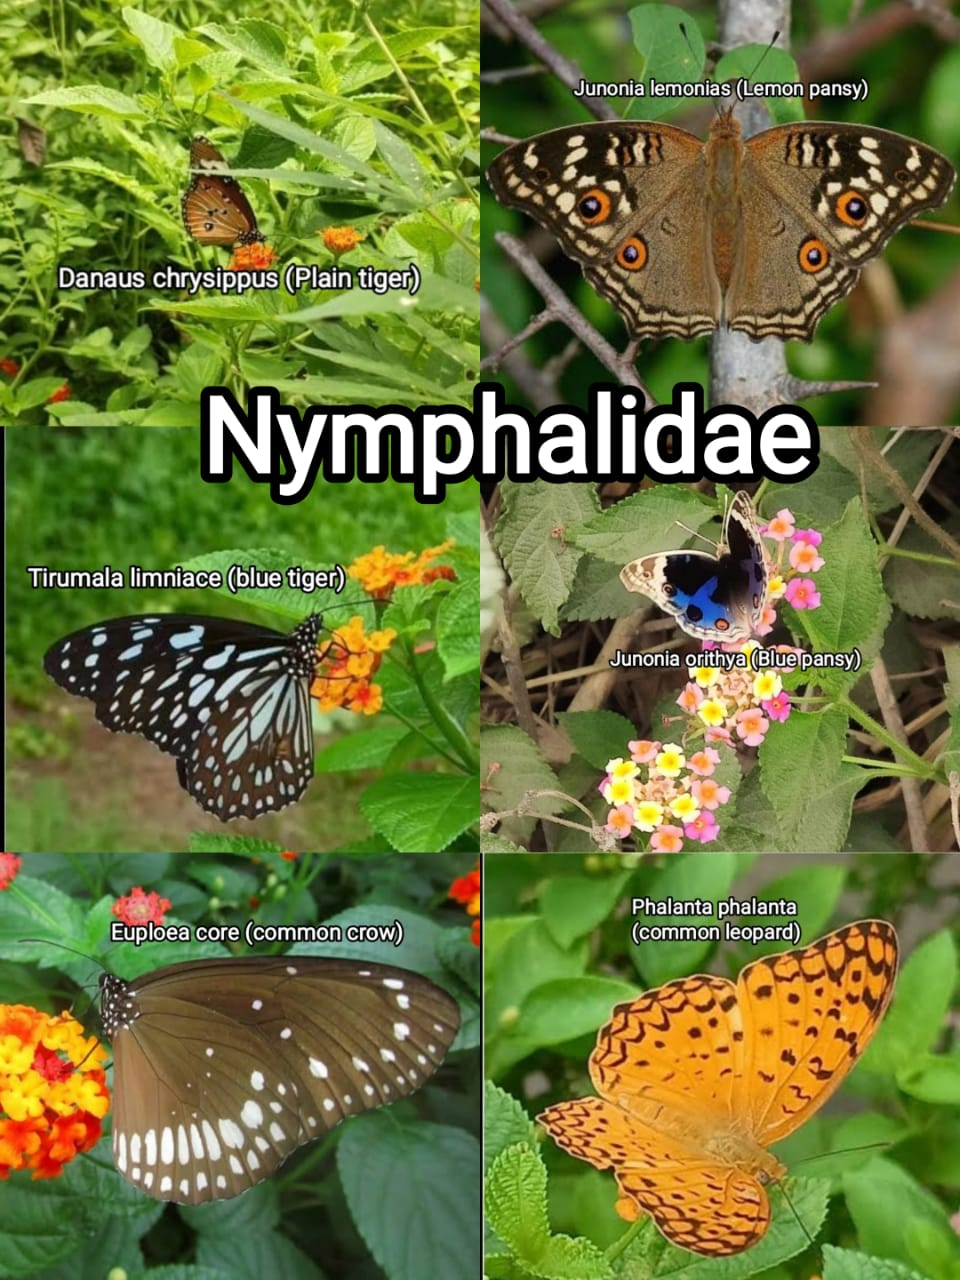 Danaus chrysippus (Plain tiger)
Junonia lemonias (Lemon pansy)
Nymphalidae
Tirumala limniace (blue tiger)
Junonia orithya (Blue pansy)
Euploea core (common crow)
Phalanta phalanta
(common leopard)